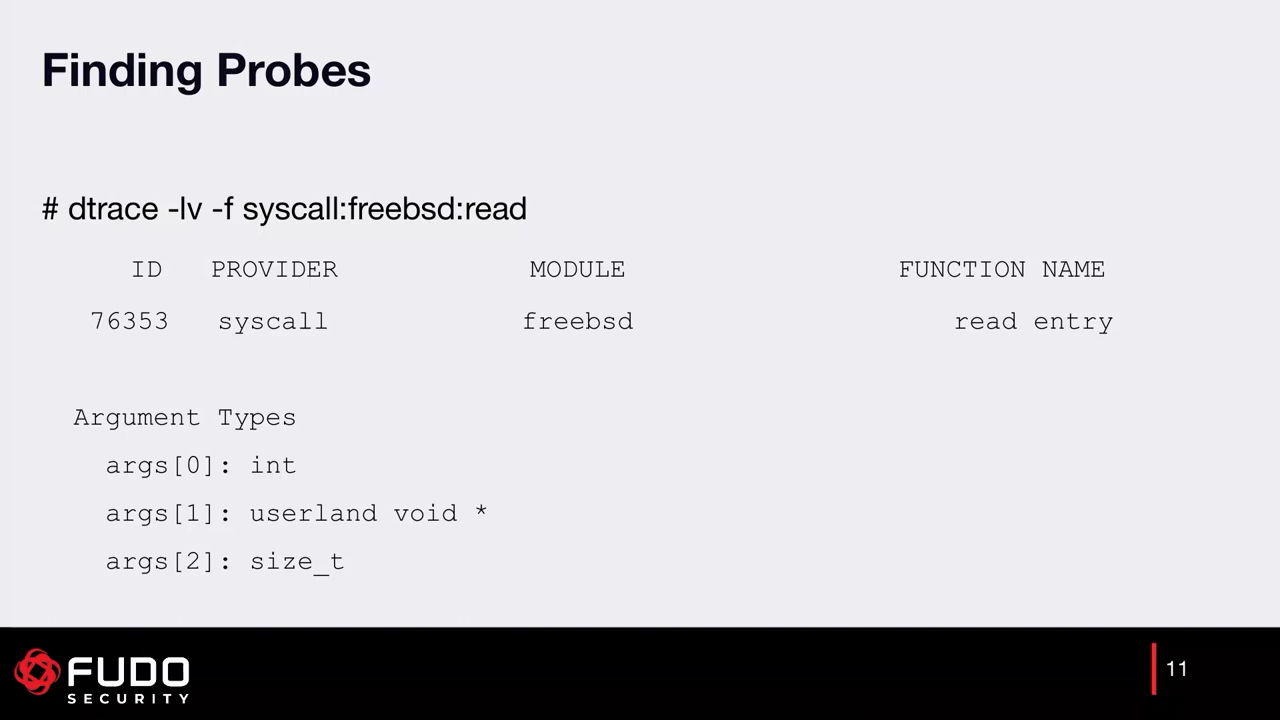 Finding Probes
# dtrace -lv -f syscall:freebsd:read
ID PROVIDER MODULE FUNCTION NAME
76353 syscall freebsd read entry
Argument Types
args[0]: int
args[1]: userland void *
args[2]: size_t
FUDO
SECURITY
11